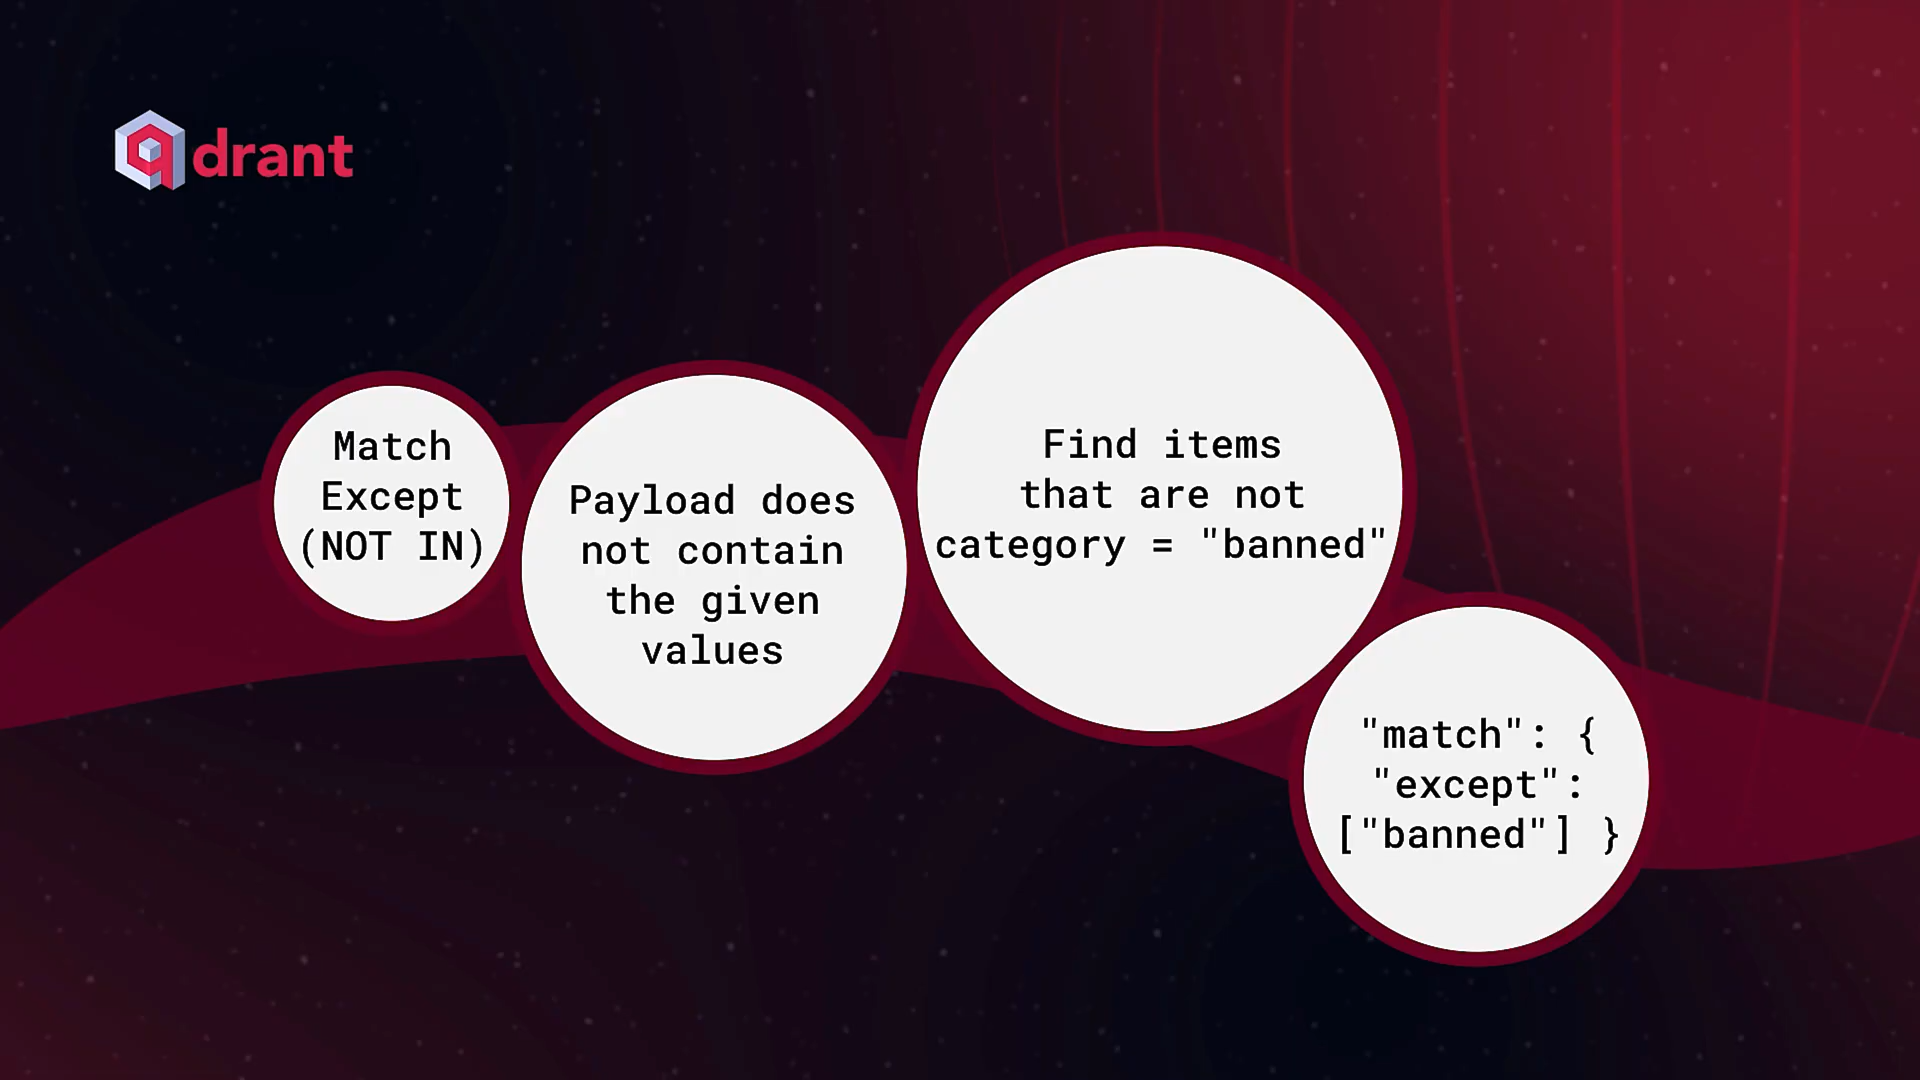 qdrant
Match
Except
(NOT IN)
Payload does
not contain
the given
values
Find items
that are not
category = "banned"
"match": {
"except":
["banned"] }